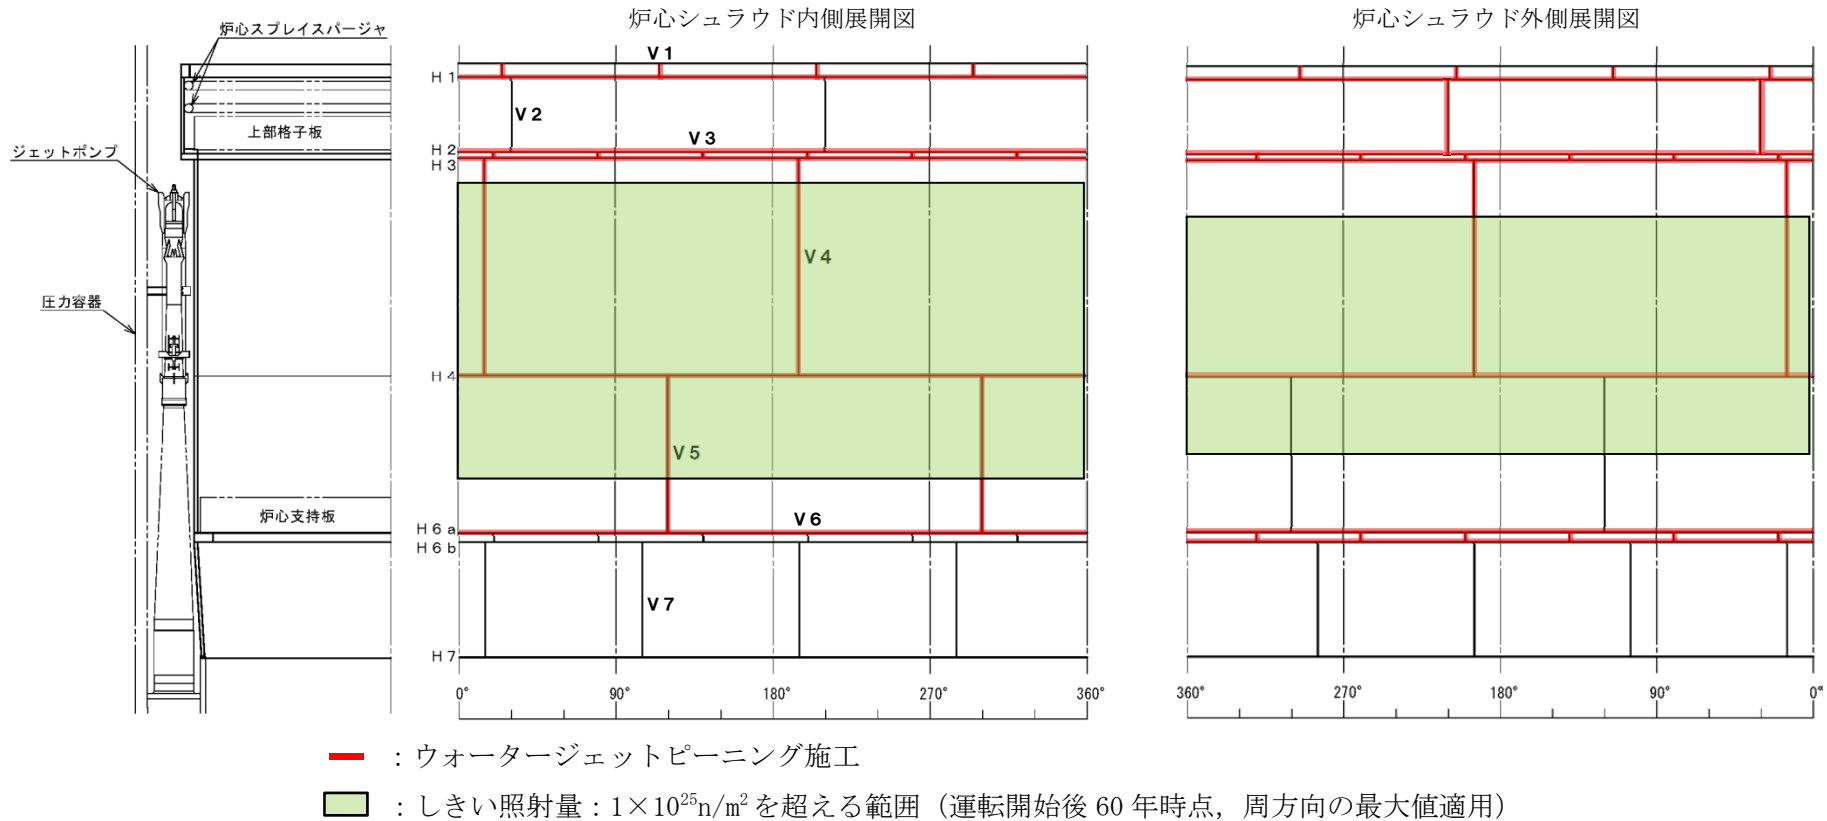 炉心シュラウド内側展開図
炉心シュラウド外側展開図
炉心スプレイスパージャ
上部格子板
ジェットポンプ
圧力容器
炉心支持板
V1
H1
V2
V3
H2
H3
V4
H4
V5
V6
H6a
H6b
V7
H7
0° 90° 180° 270° 360°
360° 270° 180° 90° 0°
：ウォータージェットピーニング施工
：しきい照射量：1×10²⁵n/m²を超える範囲（運転開始後 60 年時点，周方向の最大値適用）